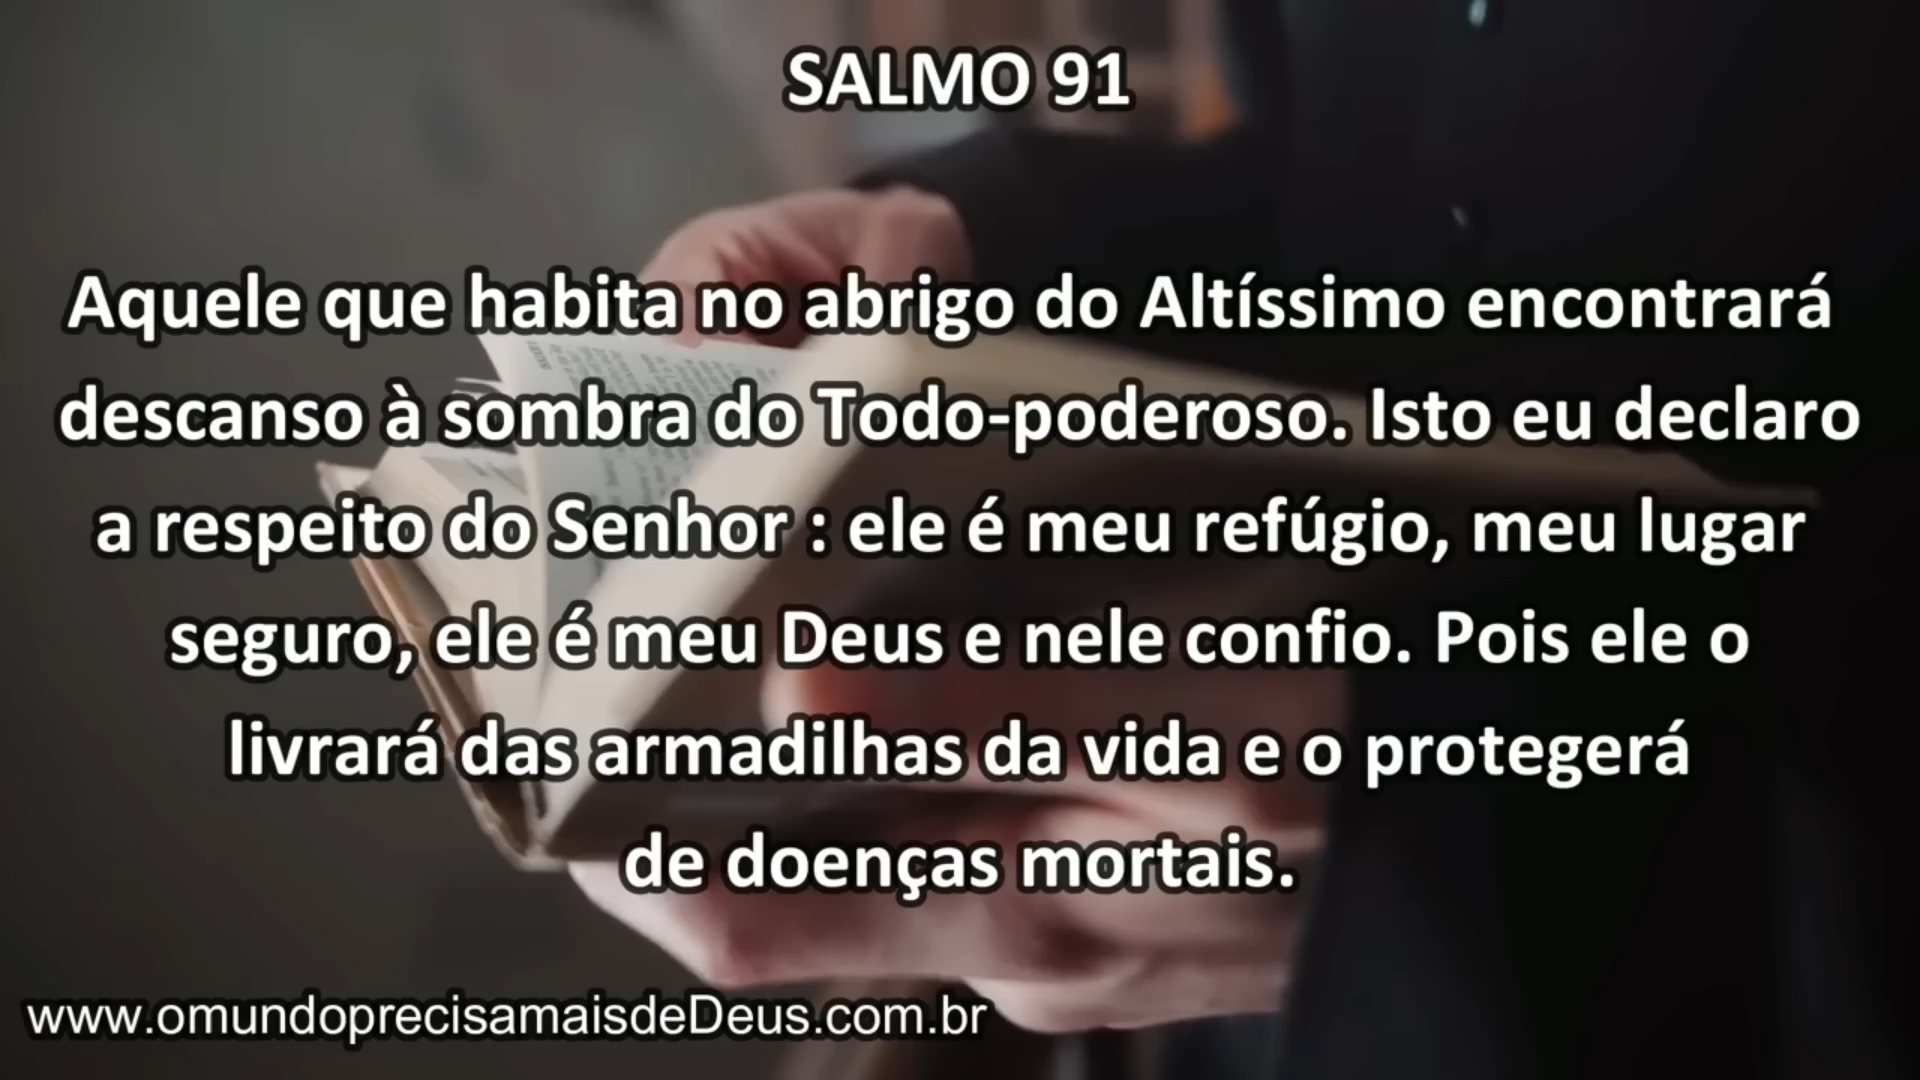 SALMO 91
Aquele que habita no abrigo do Altíssimo encontrará
descanso à sombra do Todo-poderoso. Isto eu declaro
a respeito do Senhor : ele é meu refúgio, meu lugar
seguro, ele é meu Deus e nele confio. Pois ele o
livrará das armadilhas da vida e o protegerá
de doenças mortais.
www.omundoprecisamaisdeDeus.com.br